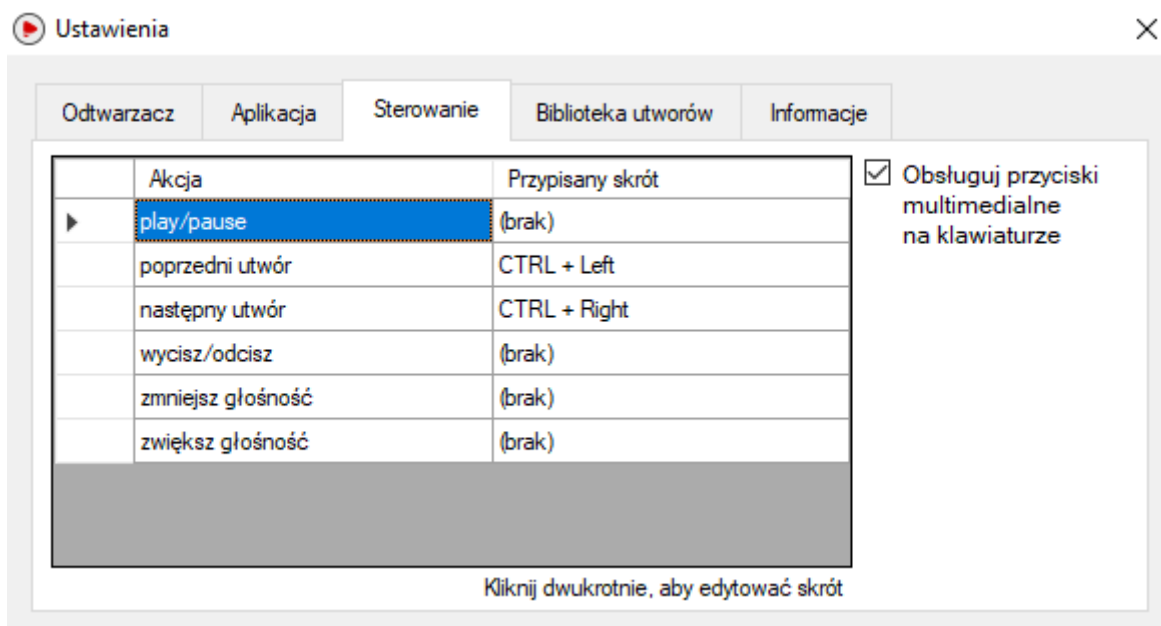 Ustawienia
Odtwarzacz Aplikacja Sterowanie Biblioteka utworów Informacje
Akcja Przypisany skrót
play/pause (brak)
poprzedni utwór CTRL + Left
następny utwór CTRL + Right
wycisz/odcisz (brak)
zmniejsz głośność (brak)
zwiększ głośność (brak)
Kliknij dwukrotnie, aby edytować skrót
Obsługuj przyciski
multimedialne
na klawiaturze